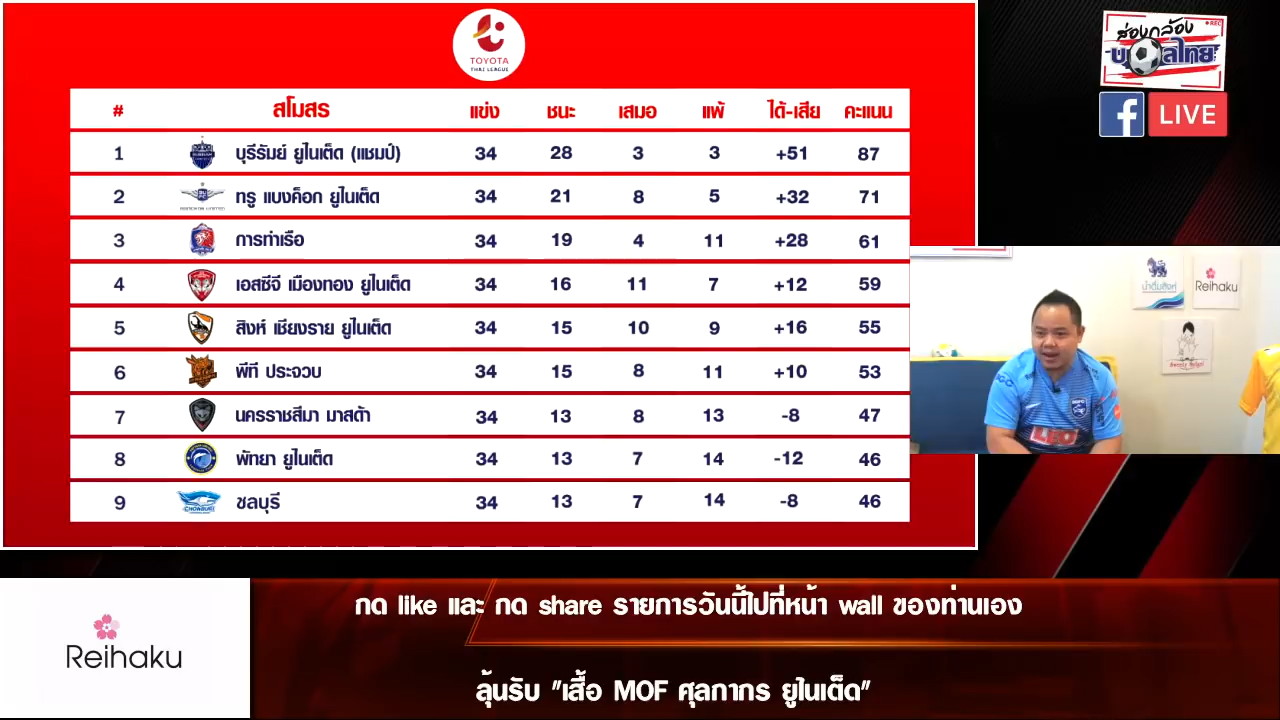 TOYOTA
THAI LEAGUE
# สโมสร แข่ง ชนะ เสมอ แพ้ ได้-เสีย คะแนน
1 บุรีรัมย์ ยูไนเต็ด (แชมป์) 34 28 3 3 +51 87
2 ทรู แบงค็อก ยูไนเต็ด 34 21 8 5 +32 71
3 การท่าเรือ 34 19 4 11 +28 61
4 เอสซีจี เมืองทอง ยูไนเต็ด 34 16 11 7 +12 59
5 สิงห์ เชียงราย ยูไนเต็ด 34 15 10 9 +16 55
6 พีที ประจวบ 34 15 8 11 +10 53
7 นครราชสีมา มาสด้า 34 13 8 13 -8 47
8 พัทยา ยูไนเต็ด 34 13 7 14 -12 46
9 ชลบุรี 34 13 7 14 -8 46
ส่องกล้อง
บอลไทย
REC
LIVE
น้ำดื่มสิงห์
Reihaku
LEO
Reihaku
กด like และ กด share รายการวันนี้ไปที่หน้า wall ของท่านเอง
ลุ้นรับ "เสื้อ MOF ศุลกากร ยูไนเต็ด"